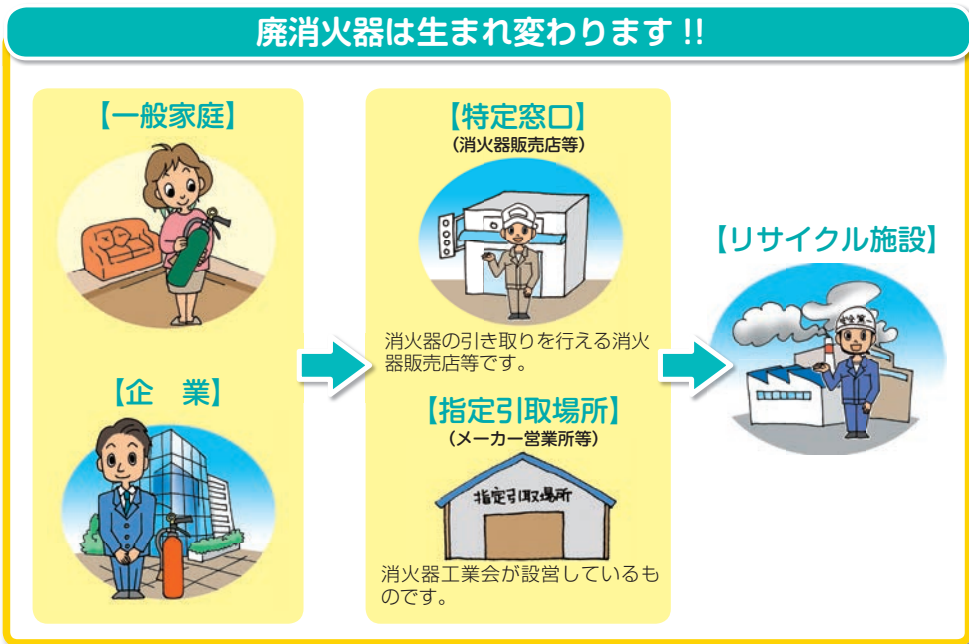 廃消火器は生まれ変わります!!
【一般家庭】
【企 業】
【特定窓口】
(消火器販売店等)
消火器の引き取りを行える消火
器販売店等です。
【指定引取場所】
(メーカー営業所等)
指定引取場所
消火器工業会が設営しているも
のです。
【リサイクル施設】